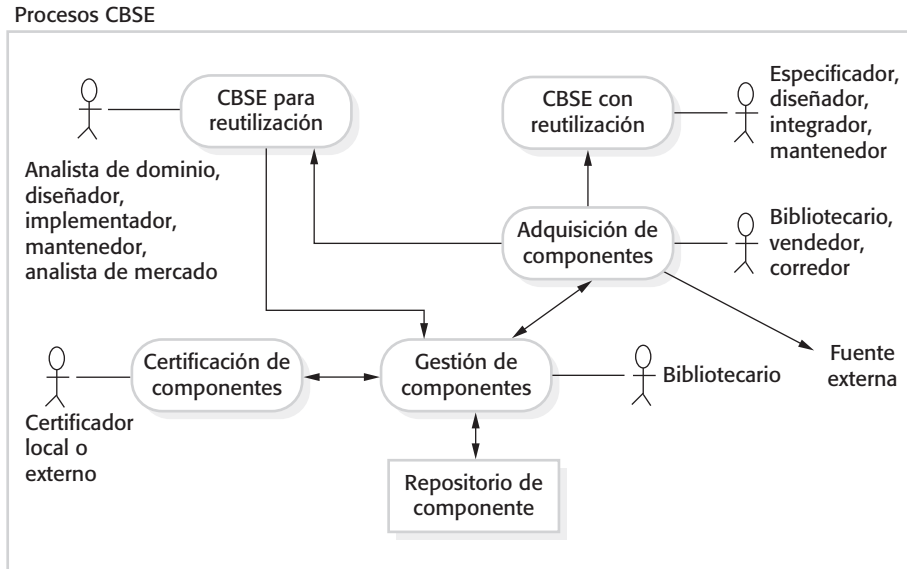 Procesos CBSE
CBSE para
reutilización
Analista de dominio,
diseñador,
implementador,
mantenedor,
analista de mercado
CBSE con
reutilización
Especificador,
diseñador,
integrador,
mantenedor
Adquisición de
componentes
Bibliotecario,
vendedor,
corredor
Certificación de
componentes
Certificador
local o
externo
Gestión de
componentes
Bibliotecario
Fuente
externa
Repositorio de
componente